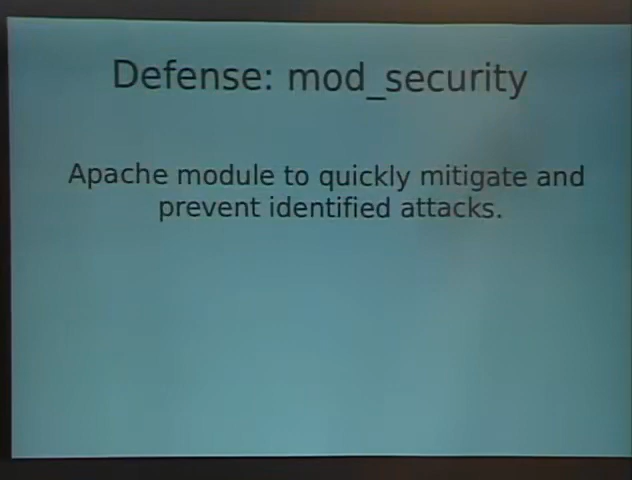 Defense: mod_security
Apache module to quickly mitigate and
prevent identified attacks.